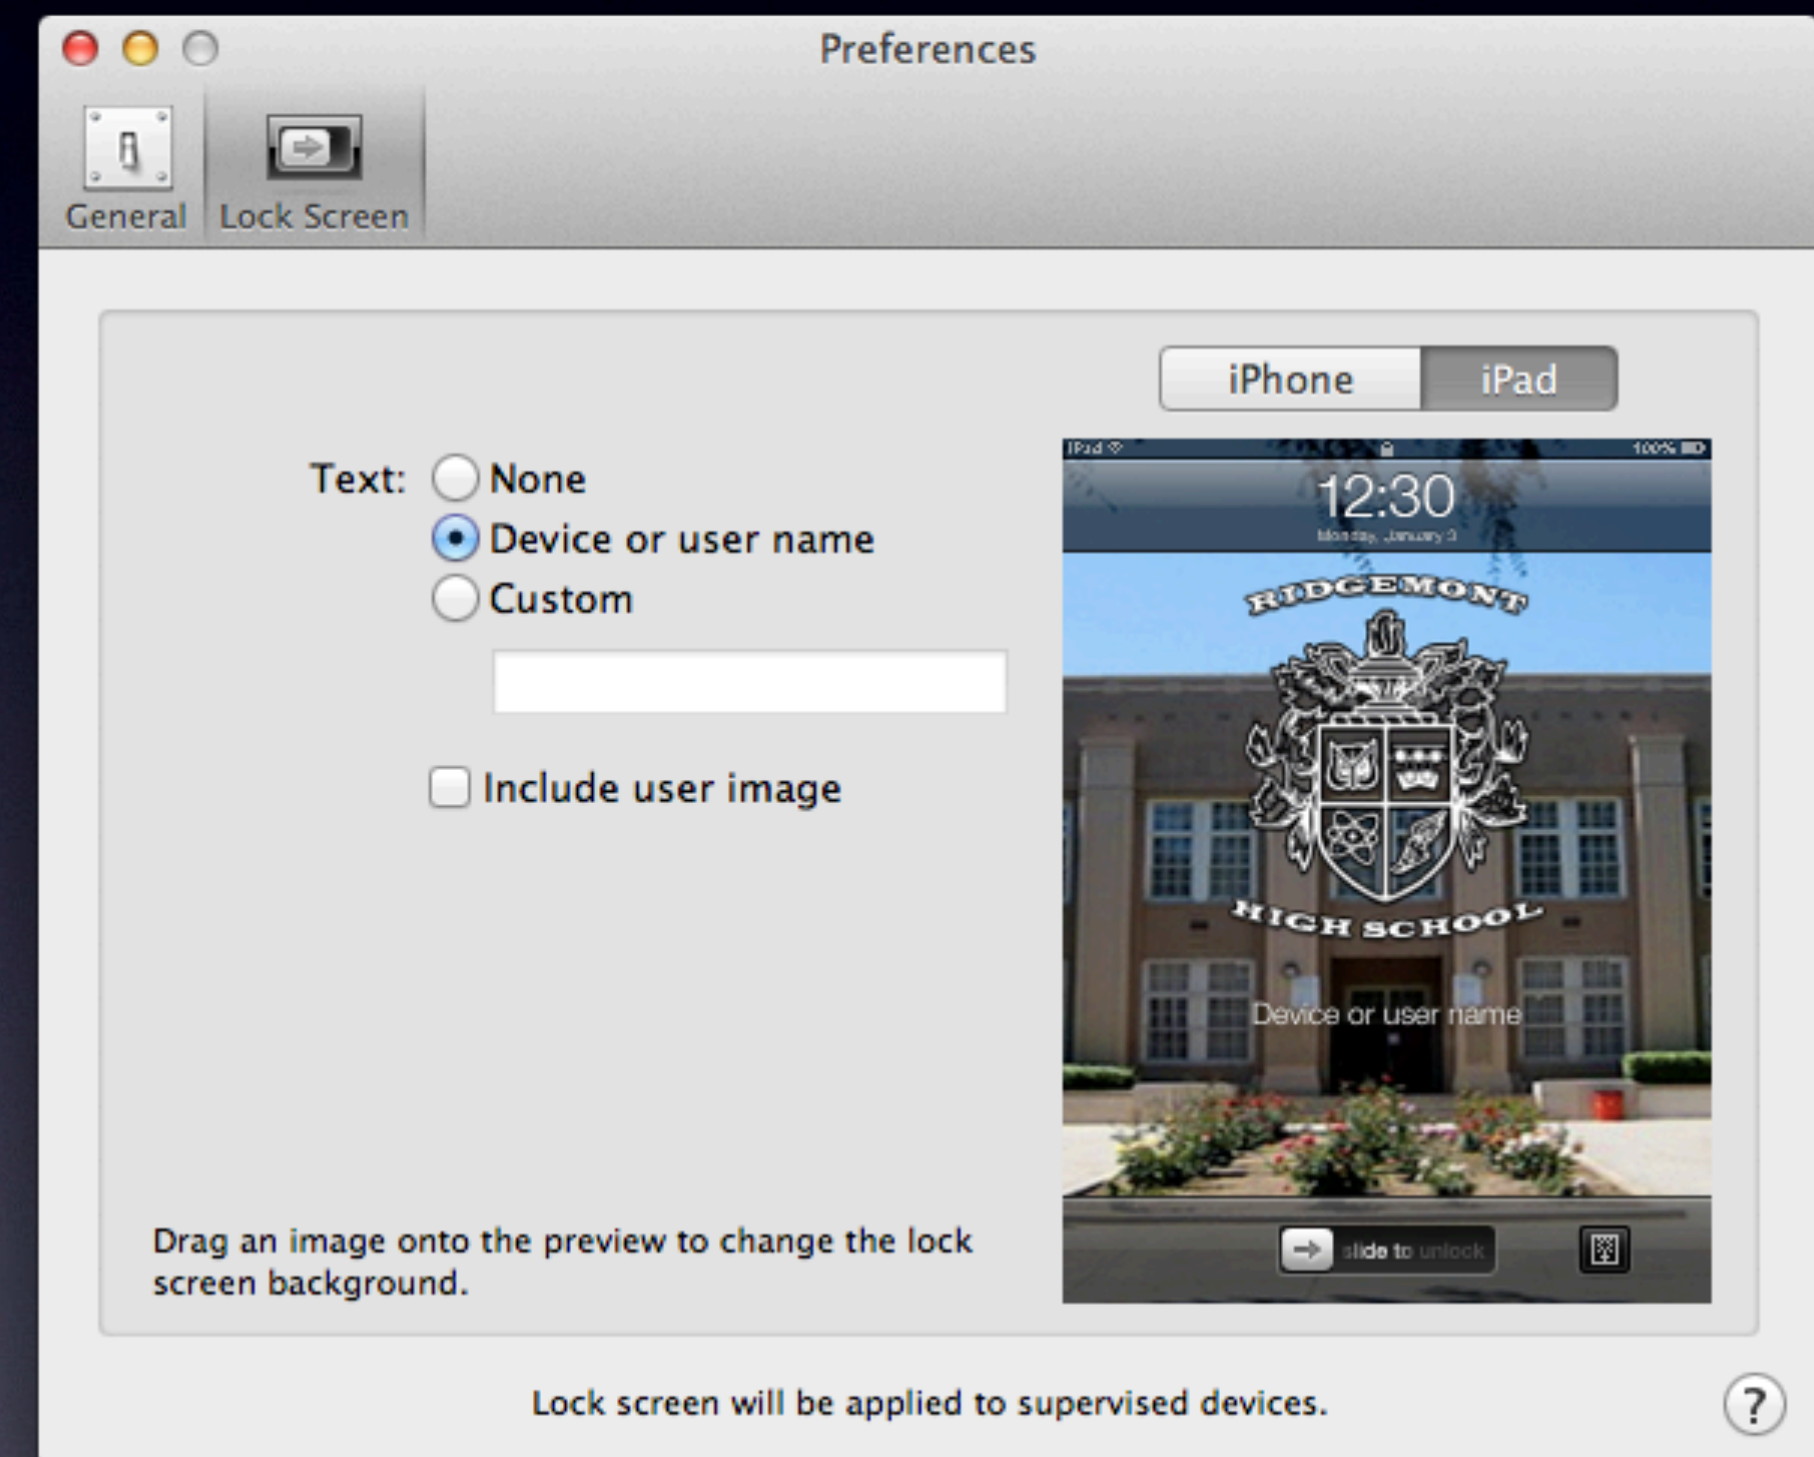 Preferences
General
Lock Screen
iPhone
iPad
Text:
None
Device or user name
Custom
Include user image
Drag an image onto the preview to change the lock
screen background.
iPad
100%
12:30
Monday, January 3
RIDGEMONT
HIGH SCHOOL
Device or user name
slide to unlock
Lock screen will be applied to supervised devices.
?